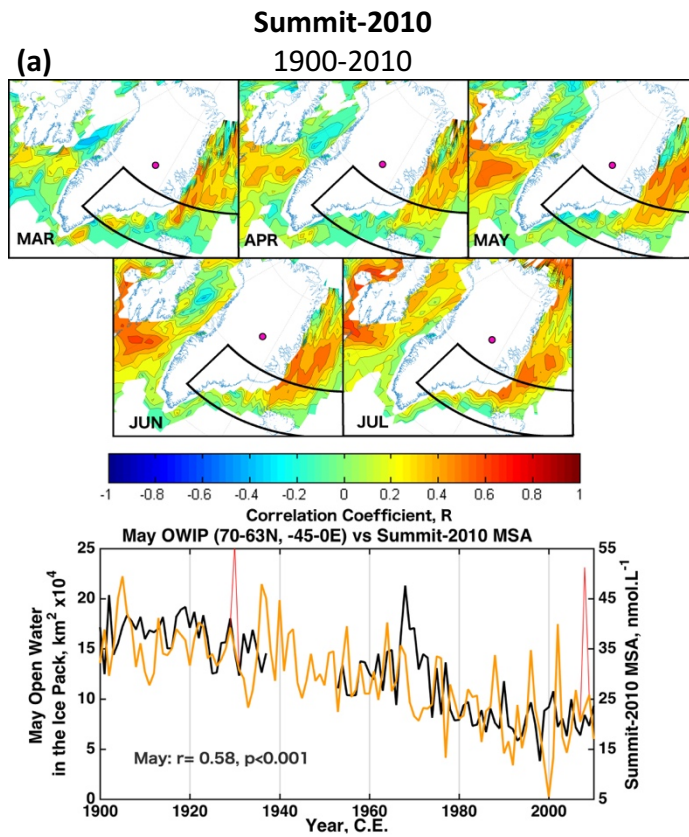 Summit-2010
(a) 1900-2010
MAR APR MAY
JUN JUL
-1 -0.8 -0.6 -0.4 -0.2 0 0.2 0.4 0.6 0.8 1
Correlation Coefficient, R
May OWIP (70-63N, -45-0E) vs Summit-2010 MSA
25 55
20 45
15 35
10 25
5 15
0 5
May Open Water
in the Ice Pack, km² x10⁴
Summit-2010 MSA, nmol.L⁻¹
May: r= 0.58, p<0.001
1900 1920 1940 1960 1980 2000
Year, C.E.